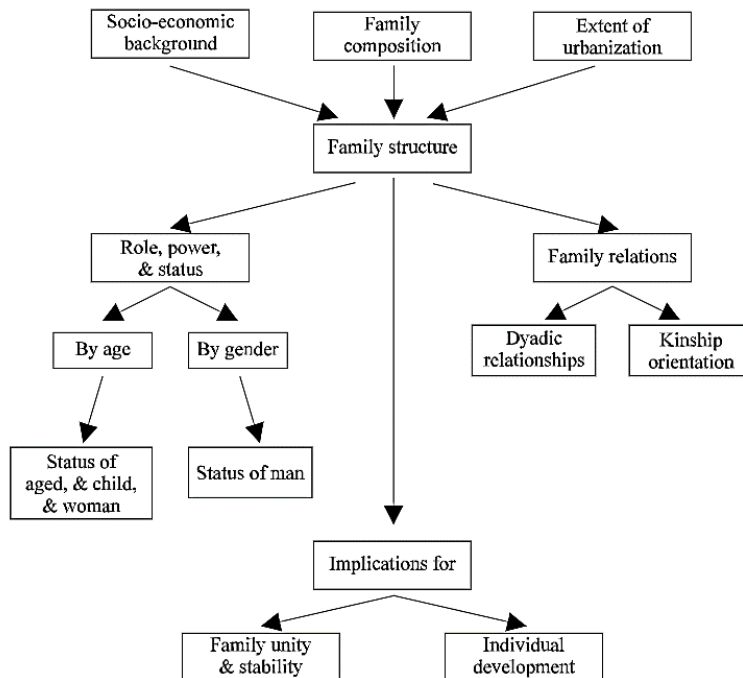 Socio-economic
background
Family
composition
Extent of
urbanization
Family structure
Role, power,
& status
Family relations
By age
By gender
Dyadic
relationships
Kinship
orientation
Status of
aged, & child,
& woman
Status of man
Implications for
Family unity
& stability
Individual
development